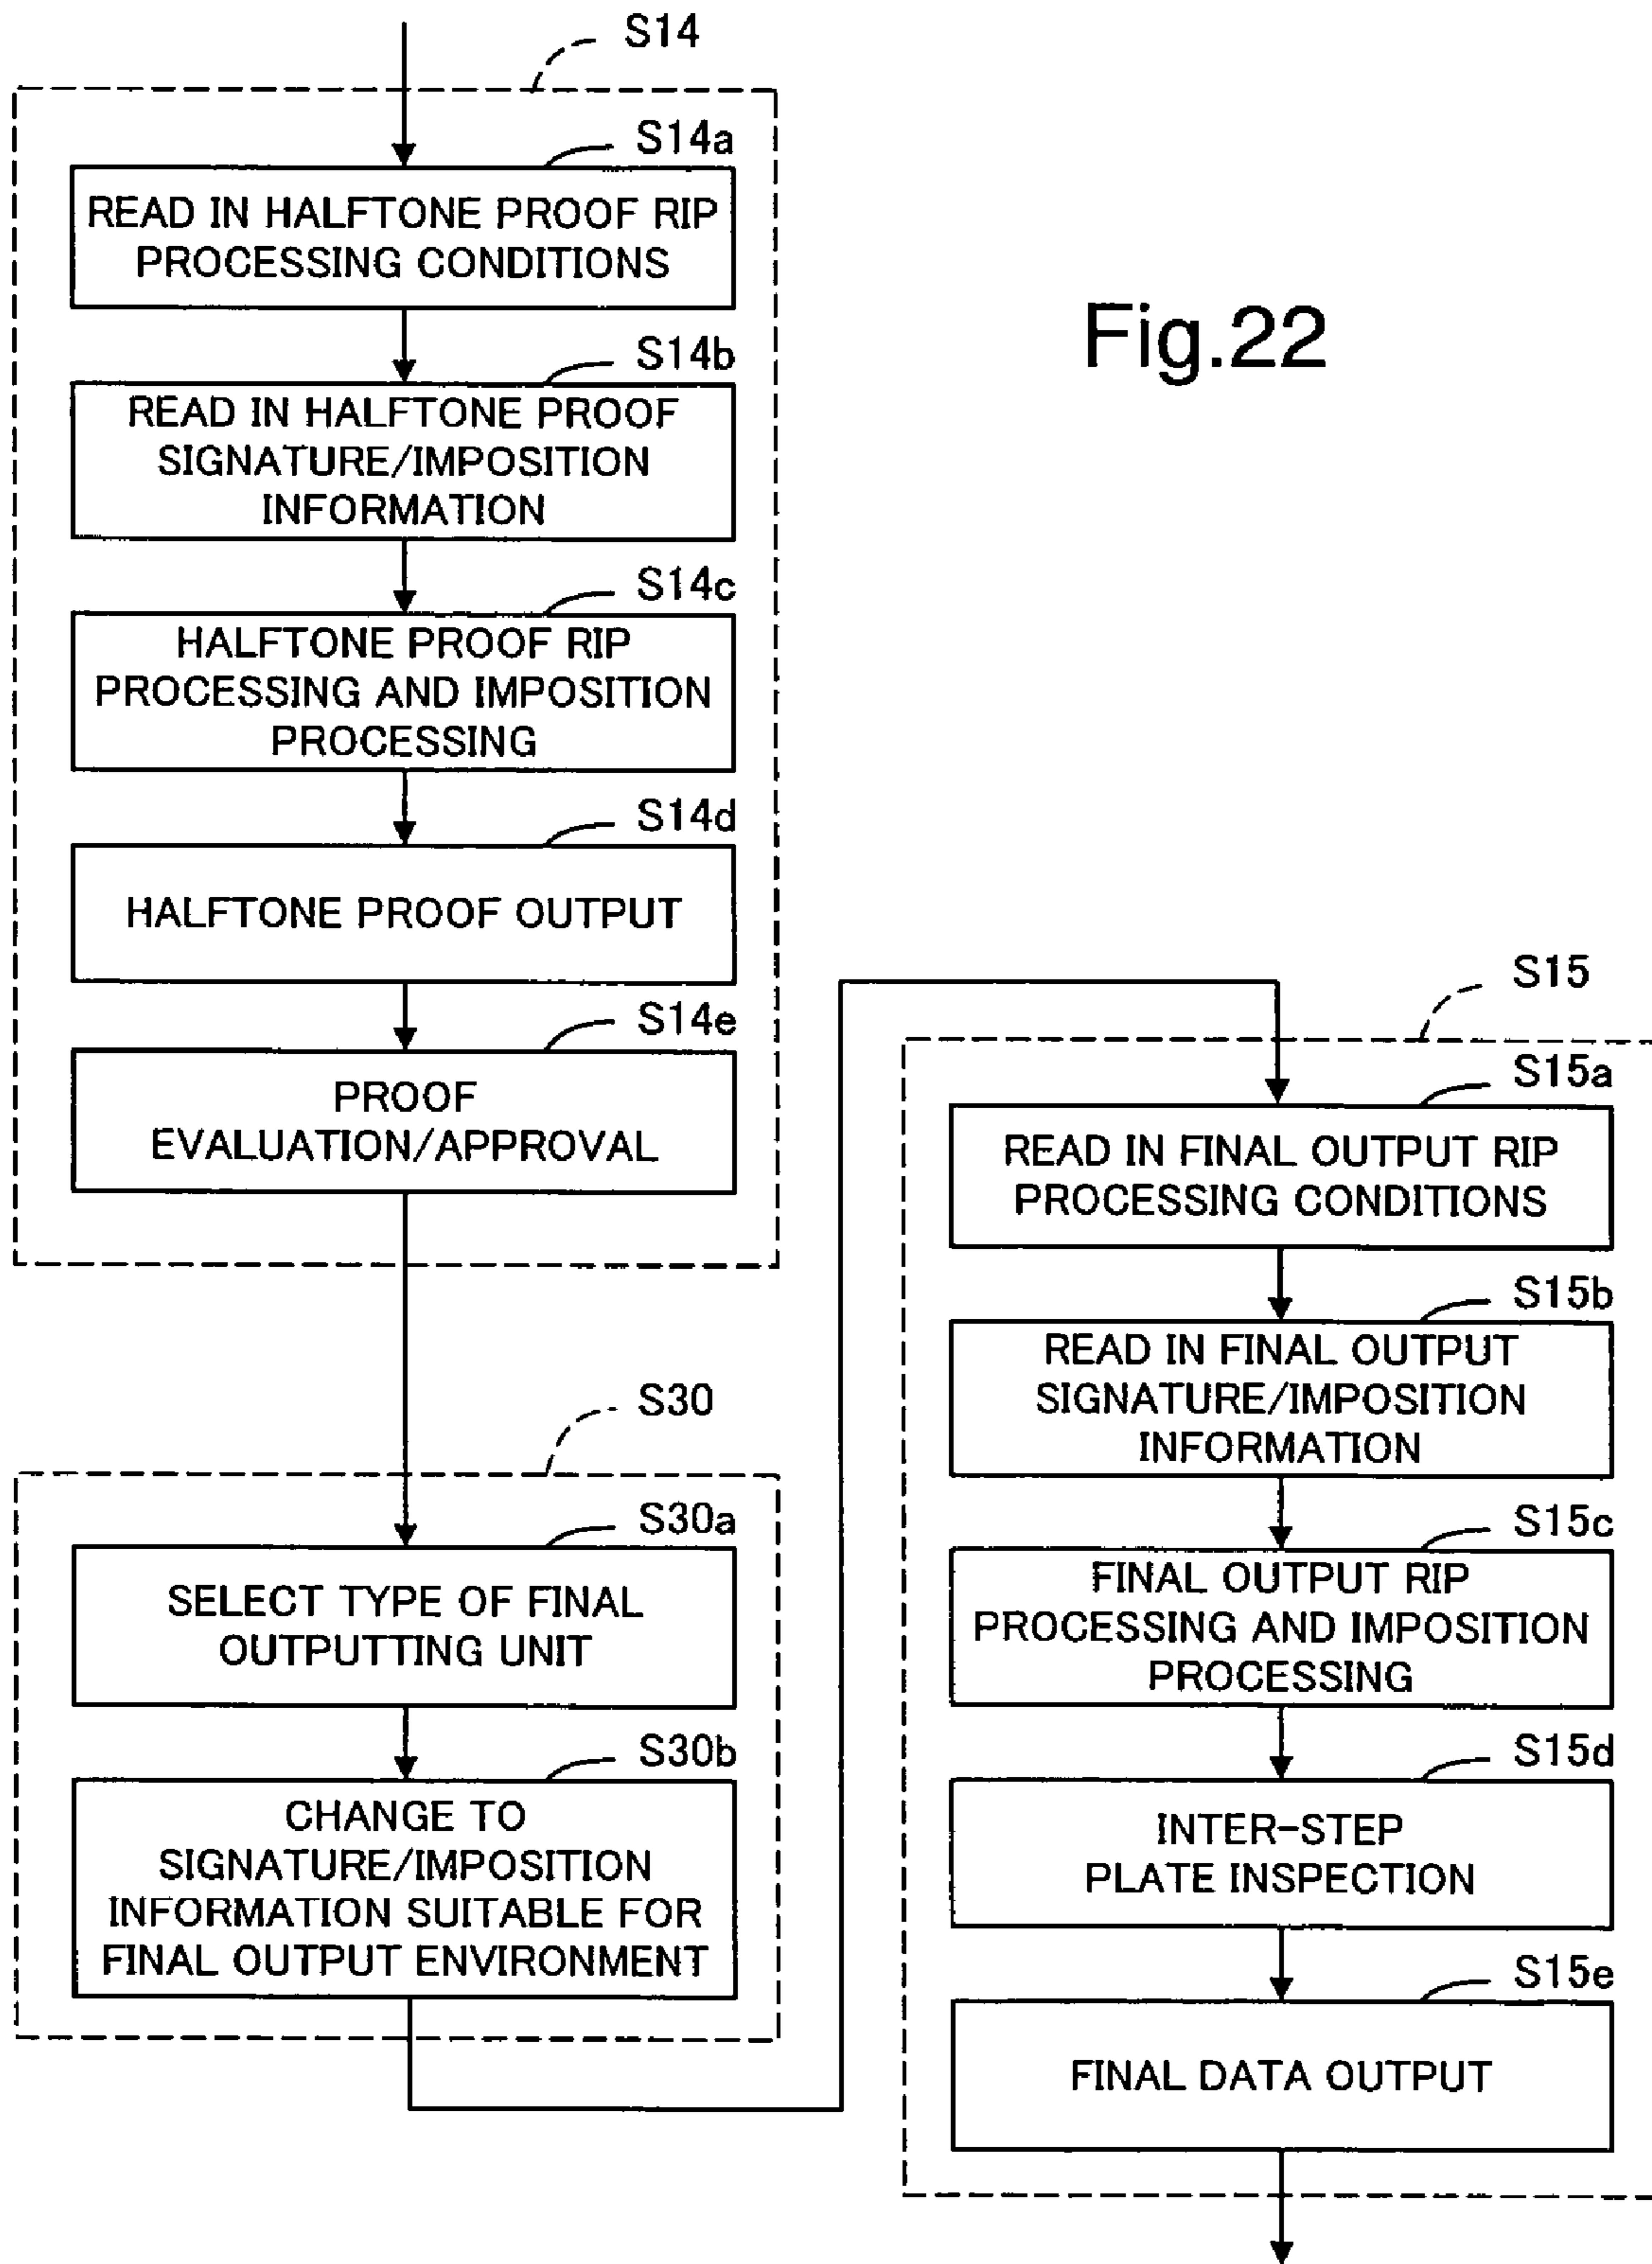 S14
S14a
READ IN HALFTONE PROOF RIP
PROCESSING CONDITIONS
S14b
READ IN HALFTONE PROOF
SIGNATURE/IMPOSITION
INFORMATION
S14c
HALFTONE PROOF RIP
PROCESSING AND IMPOSITION
PROCESSING
S14d
HALFTONE PROOF OUTPUT
S14e
PROOF
EVALUATION/APPROVAL
S30
S30a
SELECT TYPE OF FINAL
OUTPUTTING UNIT
S30b
CHANGE TO
SIGNATURE/IMPOSITION
INFORMATION SUITABLE FOR
FINAL OUTPUT ENVIRONMENT
Fig.22
S15
S15a
READ IN FINAL OUTPUT RIP
PROCESSING CONDITIONS
S15b
READ IN FINAL OUTPUT
SIGNATURE/IMPOSITION
INFORMATION
S15c
FINAL OUTPUT RIP
PROCESSING AND IMPOSITION
PROCESSING
S15d
INTER-STEP
PLATE INSPECTION
S15e
FINAL DATA OUTPUT